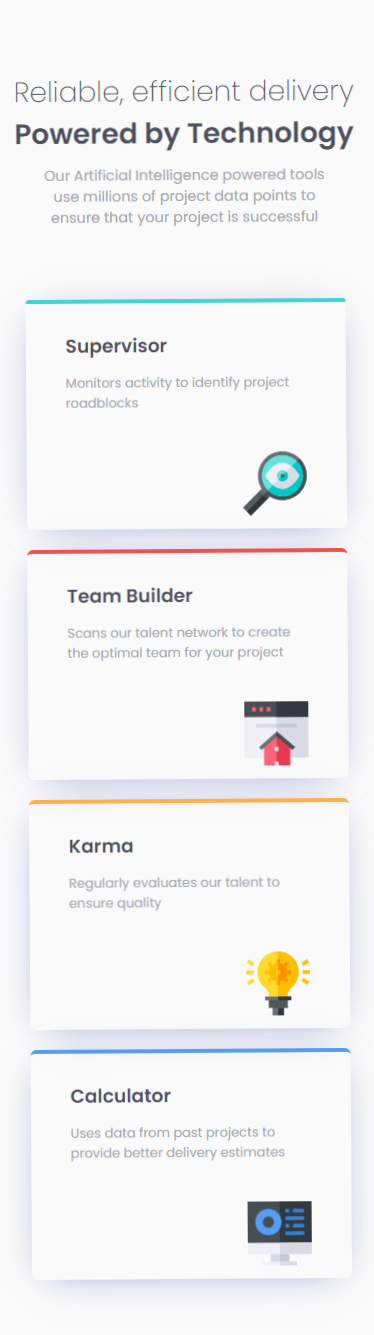 Reliable, efficient delivery
Powered by Technology
Our Artificial Intelligence powered tools
use millions of project data points to
ensure that your project is successful
Supervisor
Monitors activity to identify project
roadblocks
Team Builder
Scans our talent network to create
the optimal team for your project
Karma
Regularly evaluates our talent to
ensure quality
Calculator
Uses data from past projects to
provide better delivery estimates